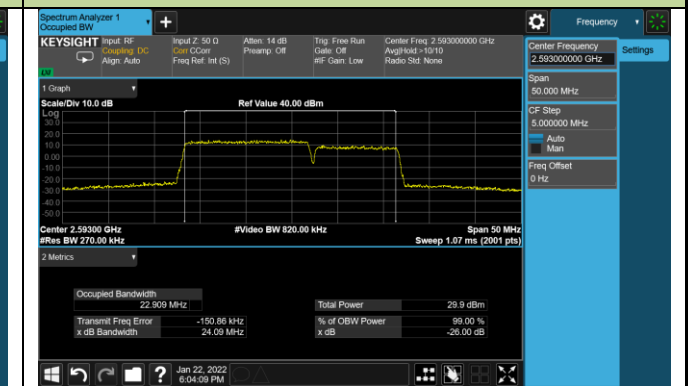 Spectrum Analyzer 1
Occupied BW
+
Frequency
KEYSIGHT
Input: RF
Coupling: DC
Align: Auto
Input Z: 50 Ω
Corr CCorr
Freq Ref: Int (S)
Atten: 14 dB
Preamp: Off
Trig: Free Run
Gate: Off
#IF Gain: Low
Center Freq: 2.593000000 GHz
Avg|Hold:>10/10
Radio Std: None
Center Frequency
2.593000000 GHz
Settings
Span
50.000 MHz
CF Step
5.000000 MHz
Auto
Man
Freq Offset
0 Hz
1 Graph
Scale/Div 10.0 dB
Ref Value 40.00 dBm
Log
30.0
20.0
10.0
0.00
-10.0
-20.0
-30.0
-40.0
-50.0
Center 2.59300 GHz
#Video BW 820.00 kHz
Span 50 MHz
#Res BW 270.00 kHz
Sweep 1.07 ms (2001 pts)
2 Metrics
Occupied Bandwidth
22.909 MHz
Total Power
29.9 dBm
Transmit Freq Error
-150.86 kHz
% of OBW Power
99.00 %
x dB Bandwidth
24.09 MHz
x dB
-26.00 dB
?
Jan 22, 2022
6:04:09 PM